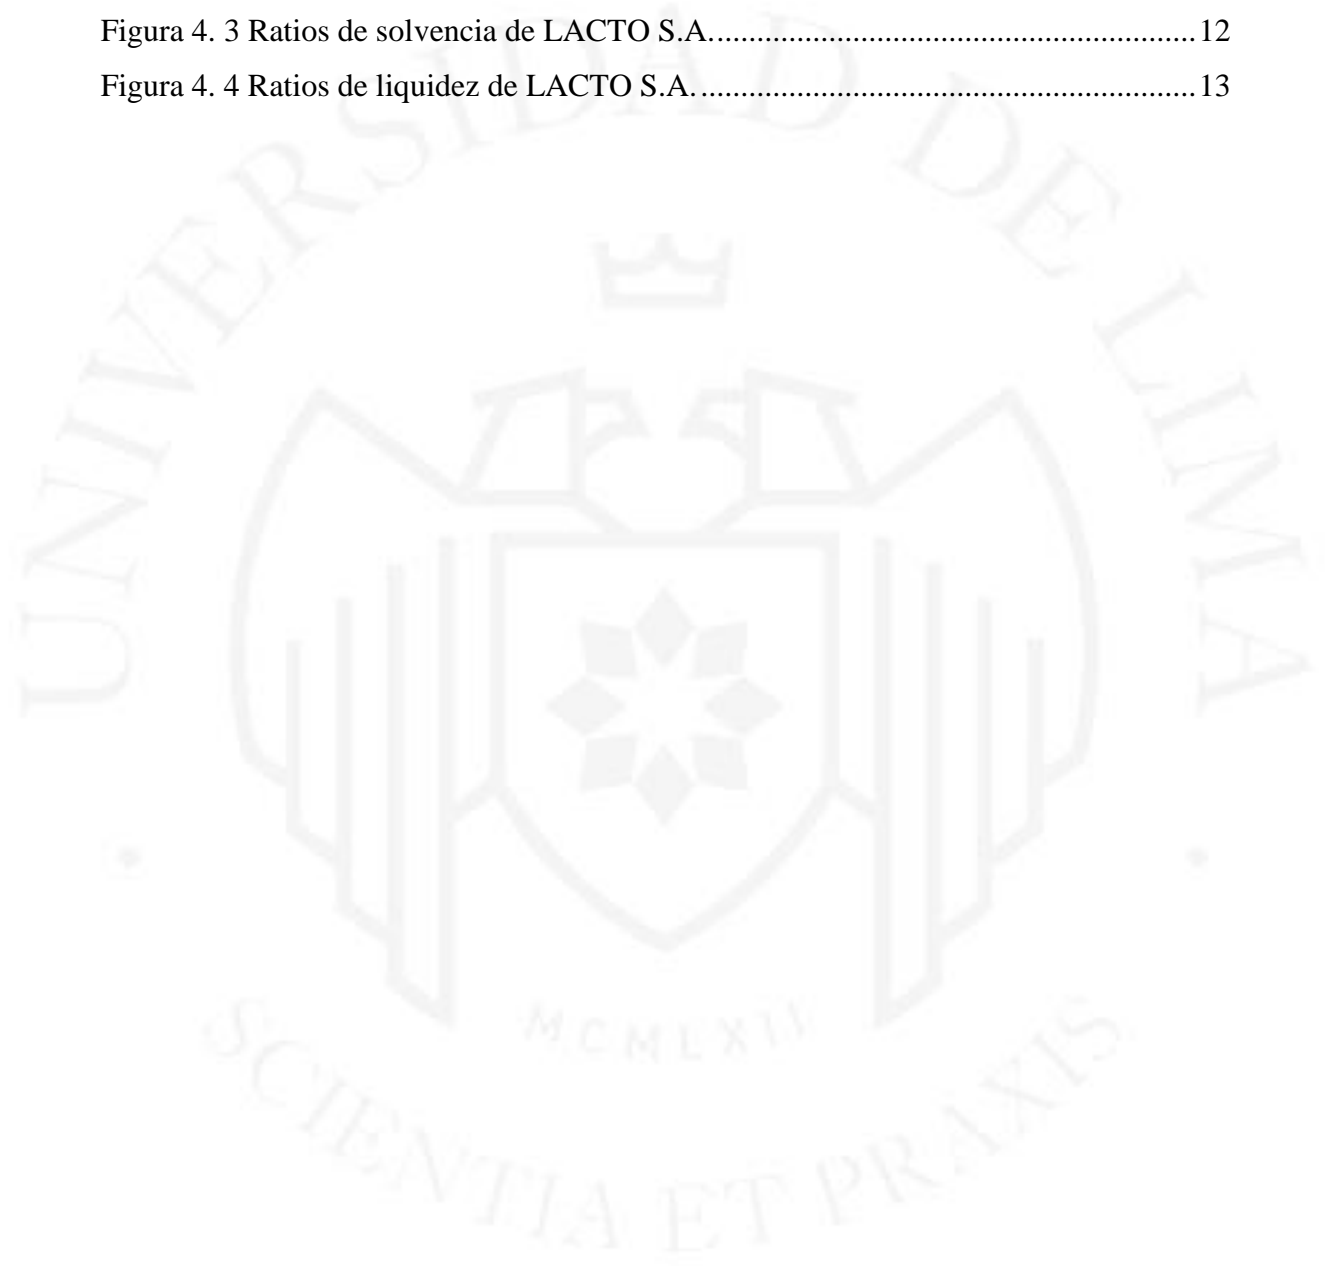 Figura 4. 3 Ratios de solvencia de LACTO S.A.............................................................12
Figura 4. 4 Ratios de liquidez de LACTO S.A. ..............................................................13
UNIVERSIDAD DE LIMA
MCMLXII
SCIENTIA ET PRAXIS